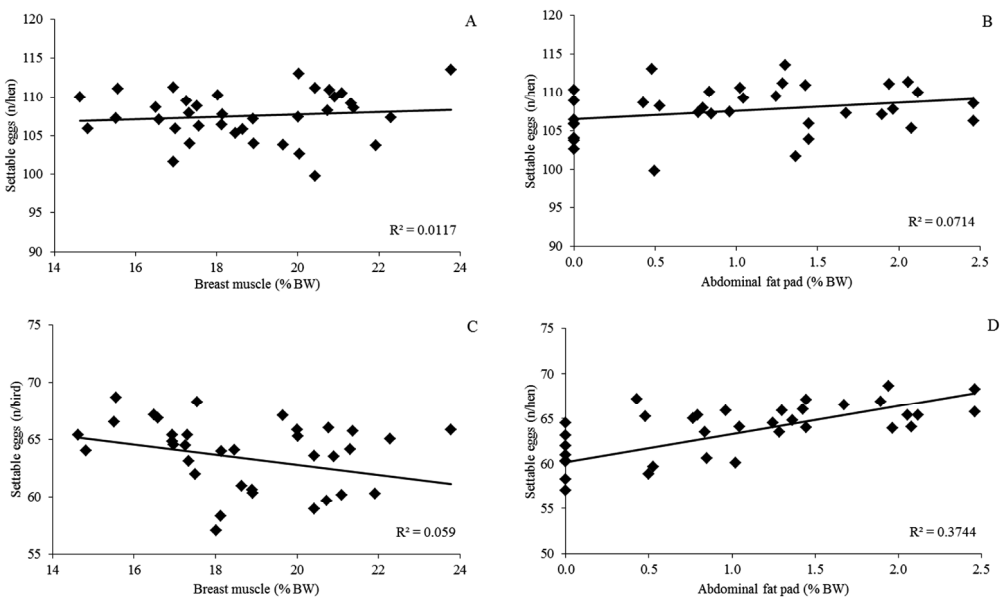 A
120
115
110
105
100
95
90
Settable eggs (n/hen)
14 16 18 20 22 24
Breast muscle (% BW)
R² = 0.0117
B
120
115
110
105
100
95
90
Settable eggs (n/hen)
0.0 0.5 1.0 1.5 2.0 2.5
Abdominal fat pad (% BW)
R² = 0.0714
C
75
70
65
60
55
Settable eggs (n/bird)
14 16 18 20 22 24
Breast muscle (% BW)
R² = 0.059
D
75
70
65
60
55
50
Settable eggs (n/hen)
0.0 0.5 1.0 1.5 2.0 2.5
Abdominal fat pad (% BW)
R² = 0.3744